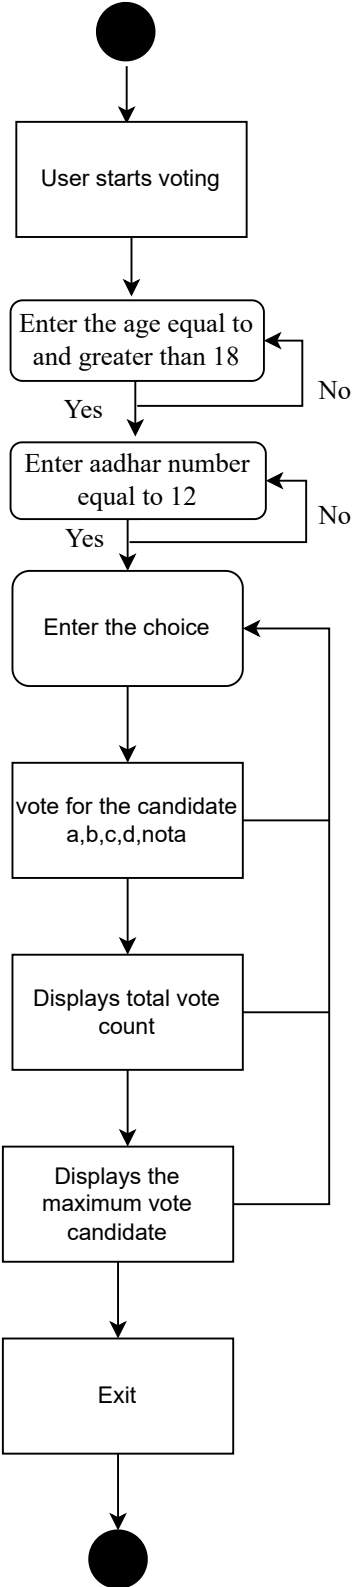 User starts voting
Enter the age equal to
and greater than 18
No
Yes
Enter aadhar number
equal to 12
No
Yes
Enter the choice
vote for the candidate
a,b,c,d,nota
Displays total vote
count
Displays the
maximum vote
candidate
Exit